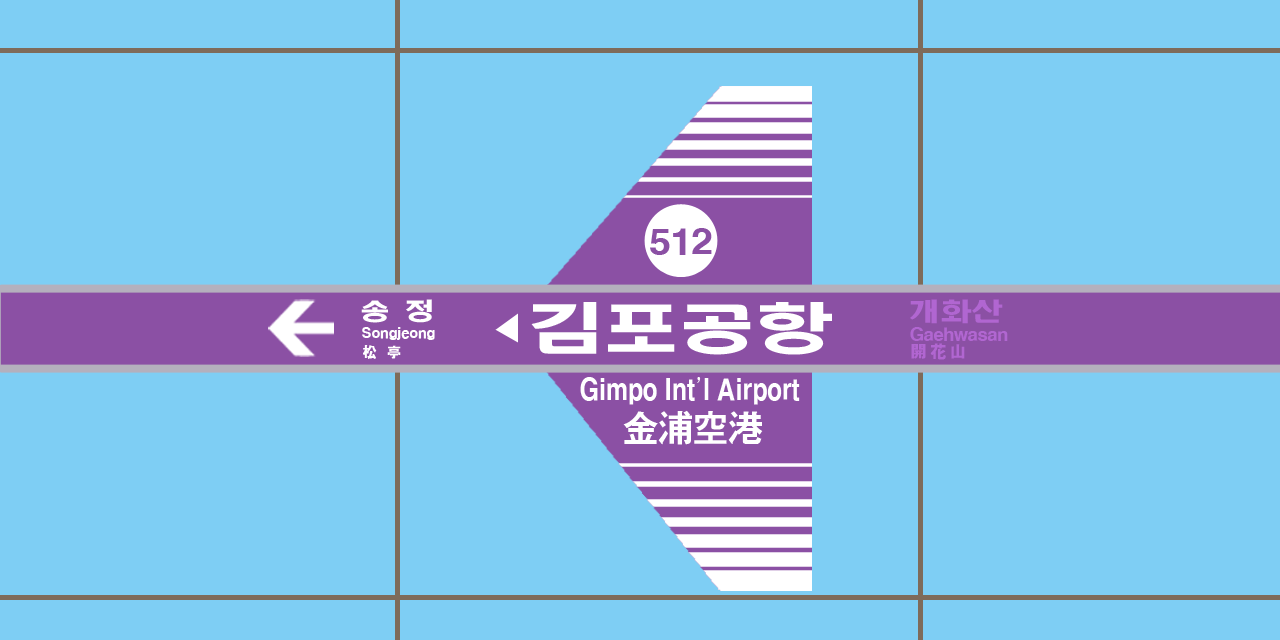 512
송 정
Songjeong
松 亭
김포공항
Gimpo Int'l Airport
金浦空港
개화산
Gaehwasan
開花山